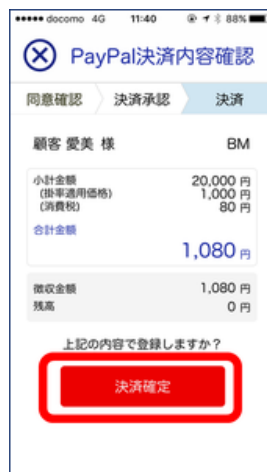 ●●●●● docomo 4G 11:40 88%
PayPal決済内容確認
同意確認 決済承認 決済
顧客 愛美 様 BM
小計金額 20,000 円
(掛率適用価格) 1,000 円
(消費税) 80 円
合計金額
1,080 円
徴収金額 1,080 円
残高 0 円
上記の内容で登録しますか？
決済確定